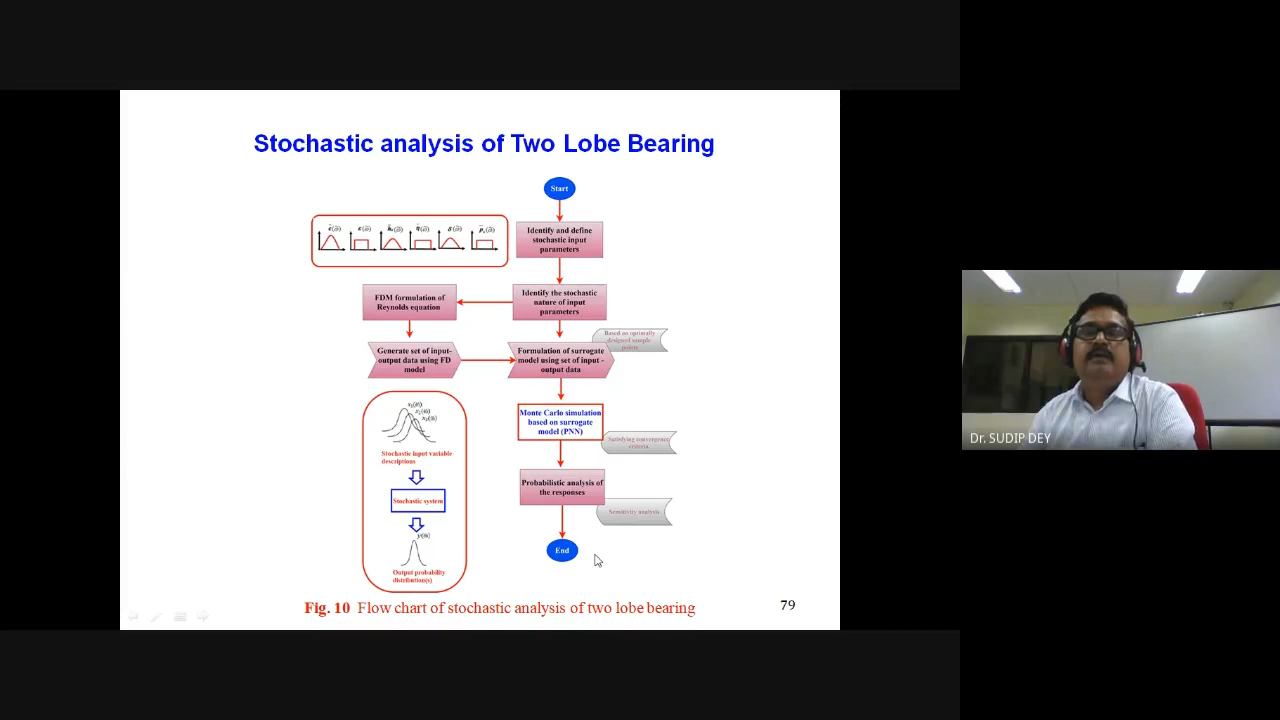 Stochastic analysis of Two Lobe Bearing
Start
Identify and define
stochastic input
parameters
FDM formulation of
Reynolds equation
Identify the stochastic
nature of input
parameters
Based on optimally
designed sample
points
Generate set of input-
output data using FD
model
Formulation of surrogate
model using set of input -
output data
Monte Carlo simulation
based on surrogate
model (PNN)
Satisfying convergence
criteria
Stochastic input variable
descriptions
Probabilistic analysis of
the responses
Stochastic system
Sensitivity analysis
End
Output probability
distribution(s)
Fig. 10 Flow chart of stochastic analysis of two lobe bearing
79
Dr. SUDIP DEY